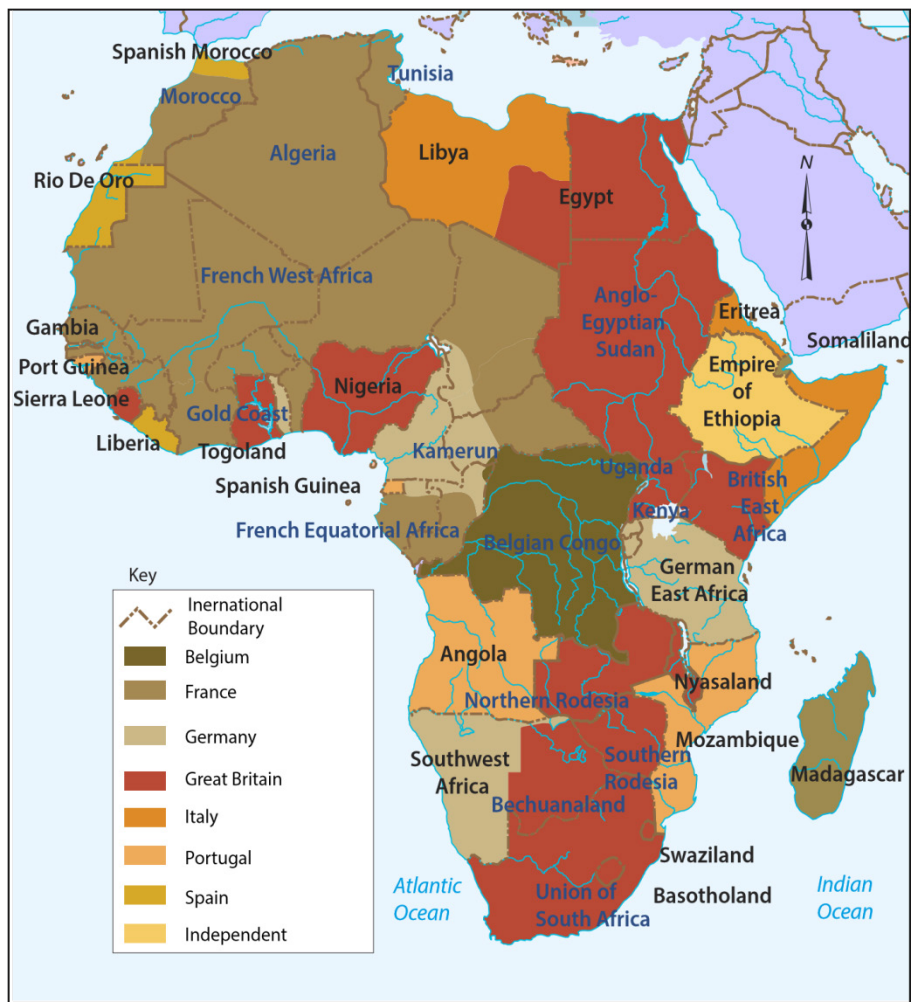 Spanish Morocco
Tunisia
Morocco
Algeria
Libya
Egypt
Rio De Oro
N
French West Africa
Anglo-
Egyptian
Sudan
Eritrea
Somaliland
Gambia
Port Guinea
Sierra Leone
Nigeria
Empire
of
Ethiopia
Gold Coast
Liberia
Togoland
Kamerun
Uganda
British
East
Africa
Spanish Guinea
Kenya
French Equatorial Africa
Belgian Congo
German
East Africa
Key
Inernational
Boundary
Belgium
France
Germany
Great Britain
Italy
Portugal
Spain
Independent
Angola
Nyasaland
Northern Rodesia
Mozambique
Southwest
Africa
Southern
Rodesia
Madagascar
Bechuanaland
Swaziland
Basotholand
Atlantic
Ocean
Union of
South Africa
Indian
Ocean